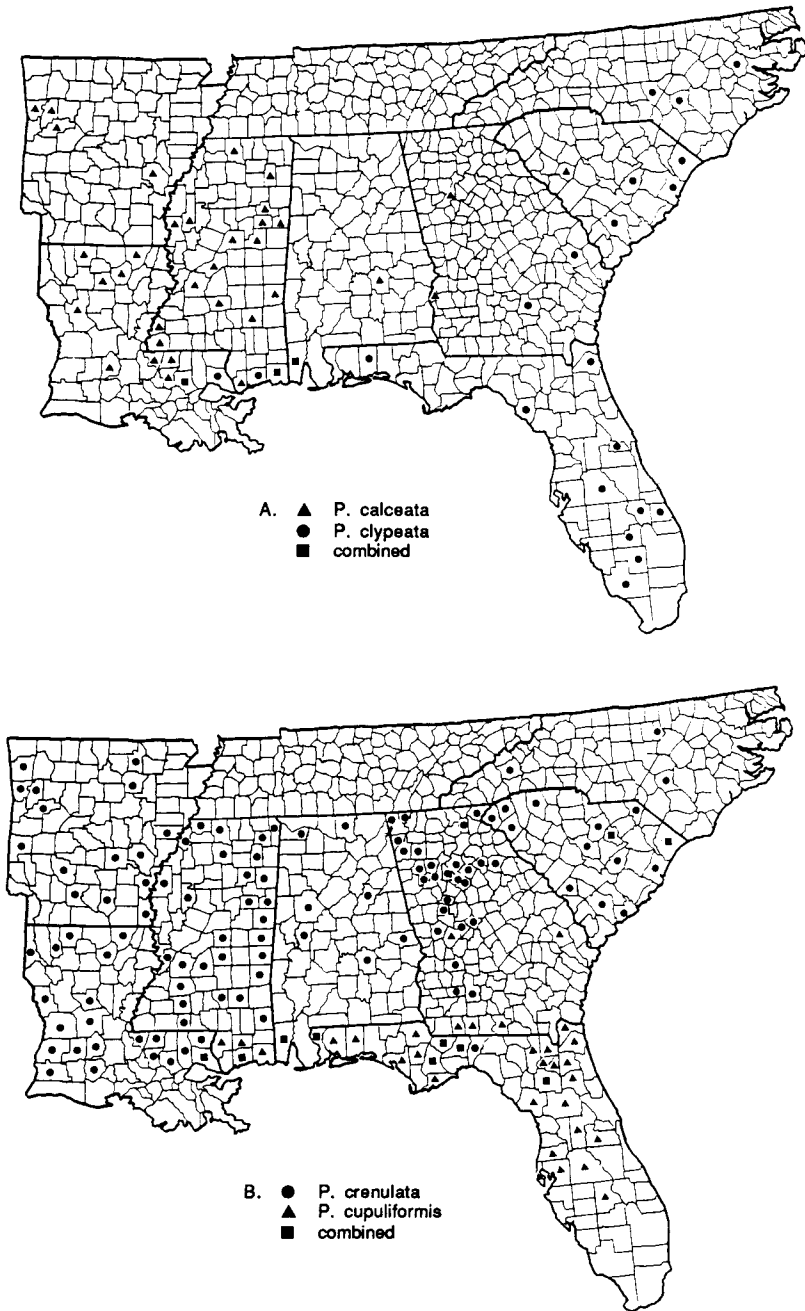 A. ▲ P. calceata
● P. clypeata
■ combined
B. ● P. crenulata
▲ P. cupuliformis
■ combined